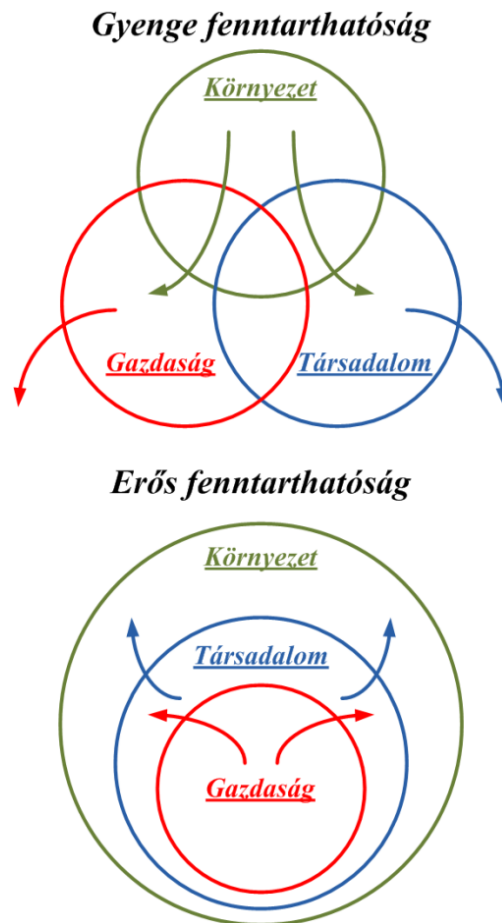 Gyenge fenntarthatóság
Környezet
Gazdaság
Társadalom
Erős fenntarthatóság
Környezet
Társadalom
Gazdaság